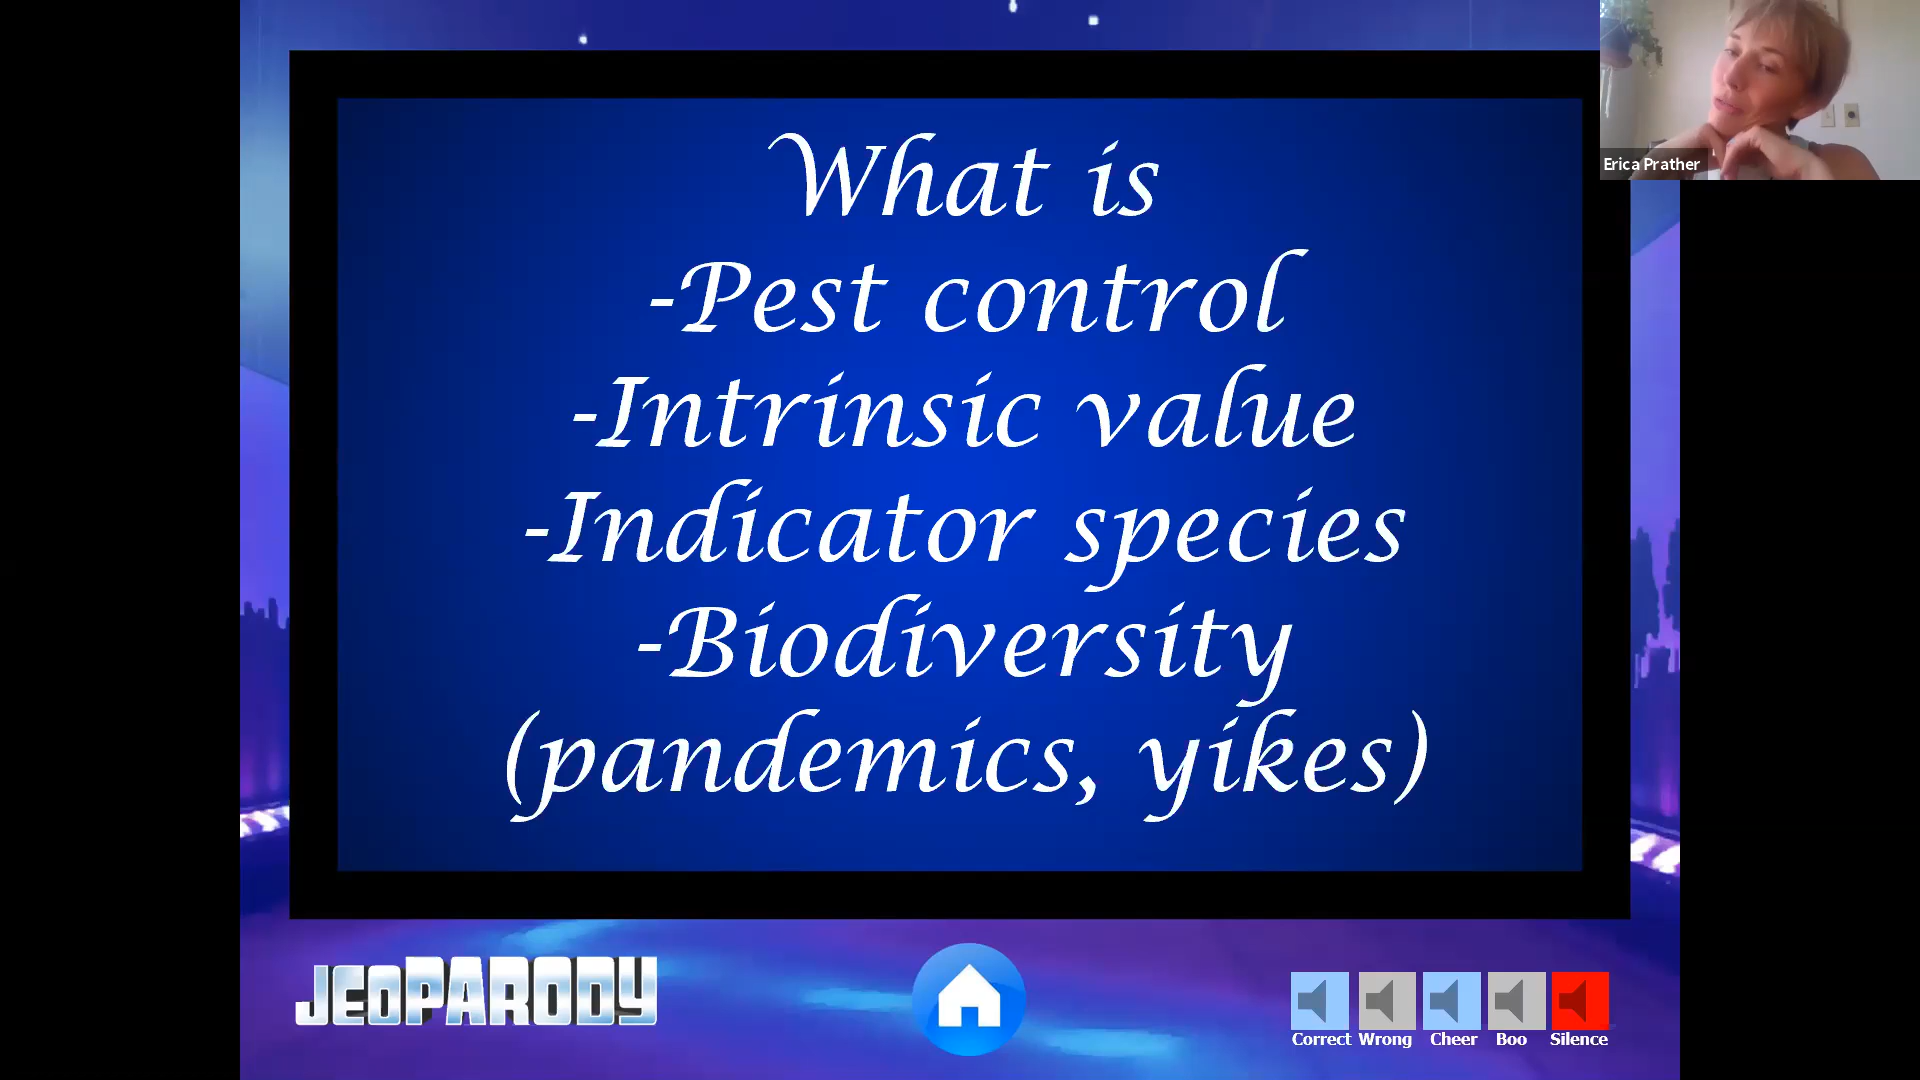 What is
-Pest control
-Intrinsic value
-Indicator species
-Biodiversity
(pandemics, yikes)
Erica Prather
JEOPARODY
Correct Wrong Cheer Boo Silence